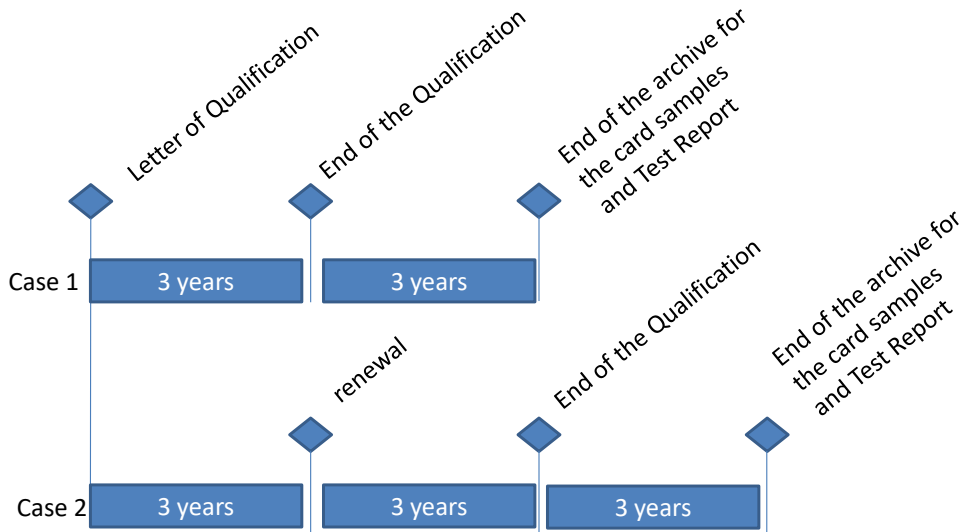 Letter of Qualification
End of the Qualification
End of the archive for
the card samples
and Test Report
Case 1
3 years
3 years
renewal
End of the Qualification
End of the archive for
the card samples
and Test Report
Case 2
3 years
3 years
3 years